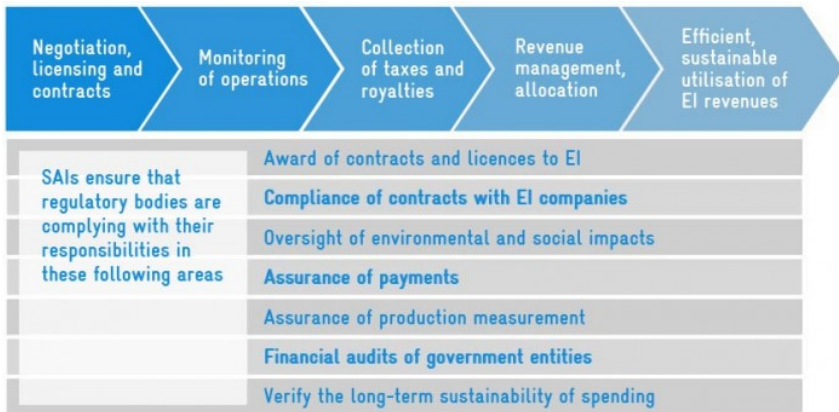 Negotiation,
licensing and
contracts
Monitoring
of operations
Collection
of taxes and
royalties
Revenue
management,
allocation
Efficient,
sustainable
utilisation of
EI revenues
SAIs ensure that
regulatory bodies are
complying with their
responsibilities in
these following areas
Award of contracts and licences to EI
Compliance of contracts with EI companies
Oversight of environmental and social impacts
Assurance of payments
Assurance of production measurement
Financial audits of government entities
Verify the long-term sustainability of spending